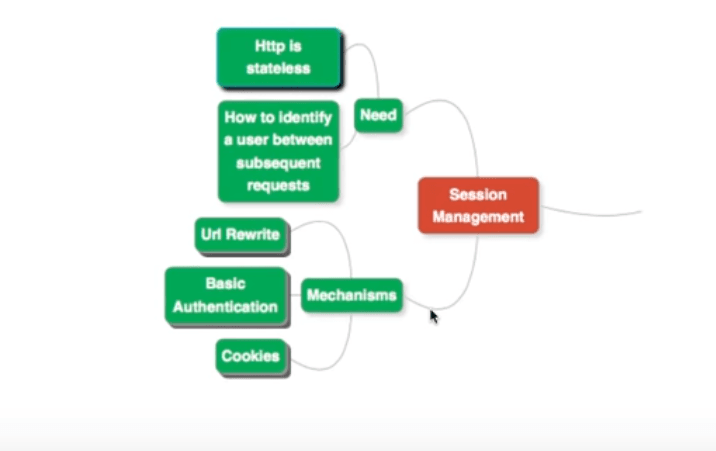 Http is
stateless
How to identify
a user between
subsequent
requests
Need
Session
Management
Url Rewrite
Basic
Authentication
Mechanisms
Cookies